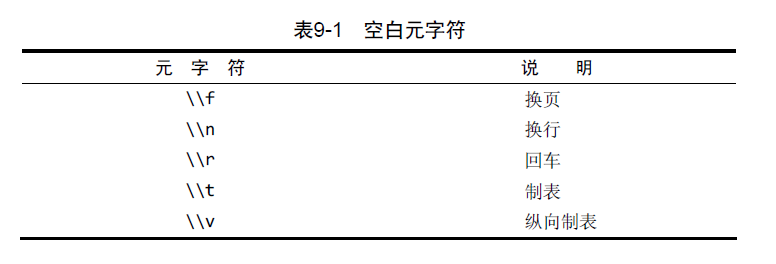 表9-1 空白元字符
元 字 符 说 明
\\f 换页
\\n 换行
\\r 回车
\\t 制表
\\v 纵向制表